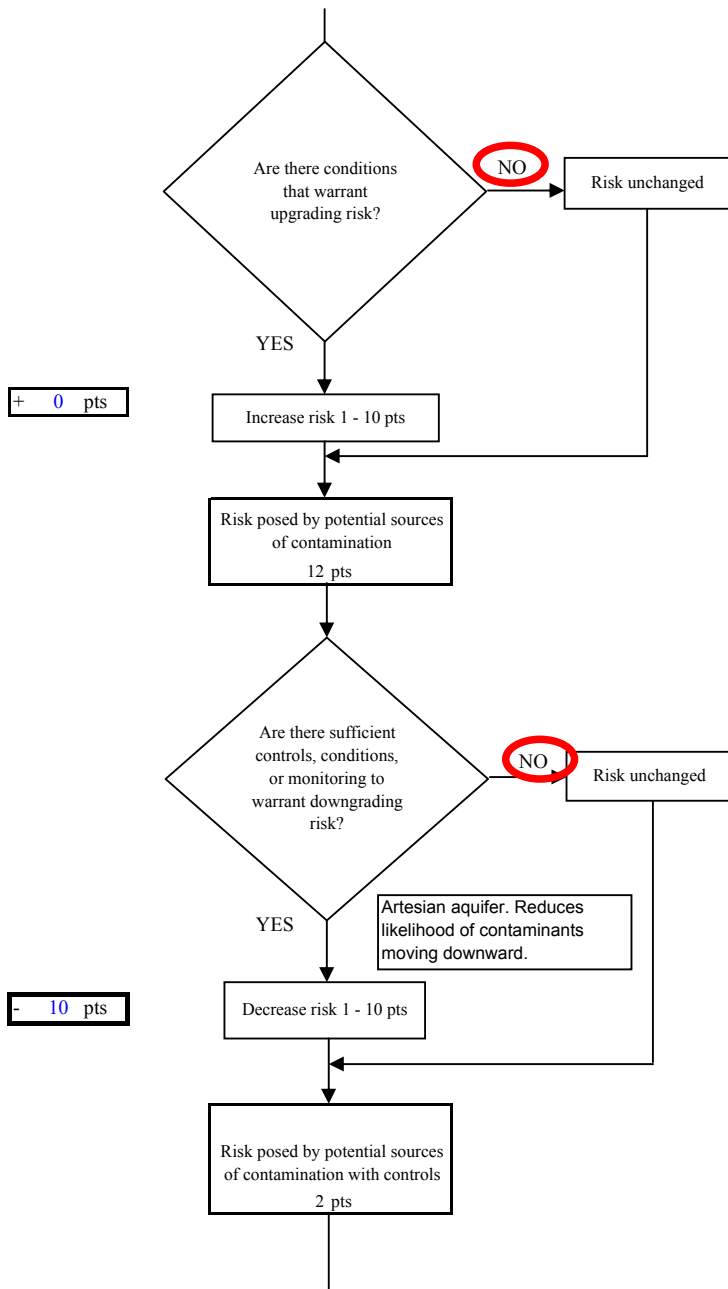 Are there conditions
that warrant
upgrading risk?
NO
Risk unchanged
YES
+ 0 pts
Increase risk 1 - 10 pts
Risk posed by potential sources
of contamination
12 pts
Are there sufficient
controls, conditions,
or monitoring to
warrant downgrading
risk?
NO
Risk unchanged
YES
Artesian aquifer. Reduces
likelihood of contaminants
moving downward.
- 10 pts
Decrease risk 1 - 10 pts
Risk posed by potential sources
of contamination with controls
2 pts